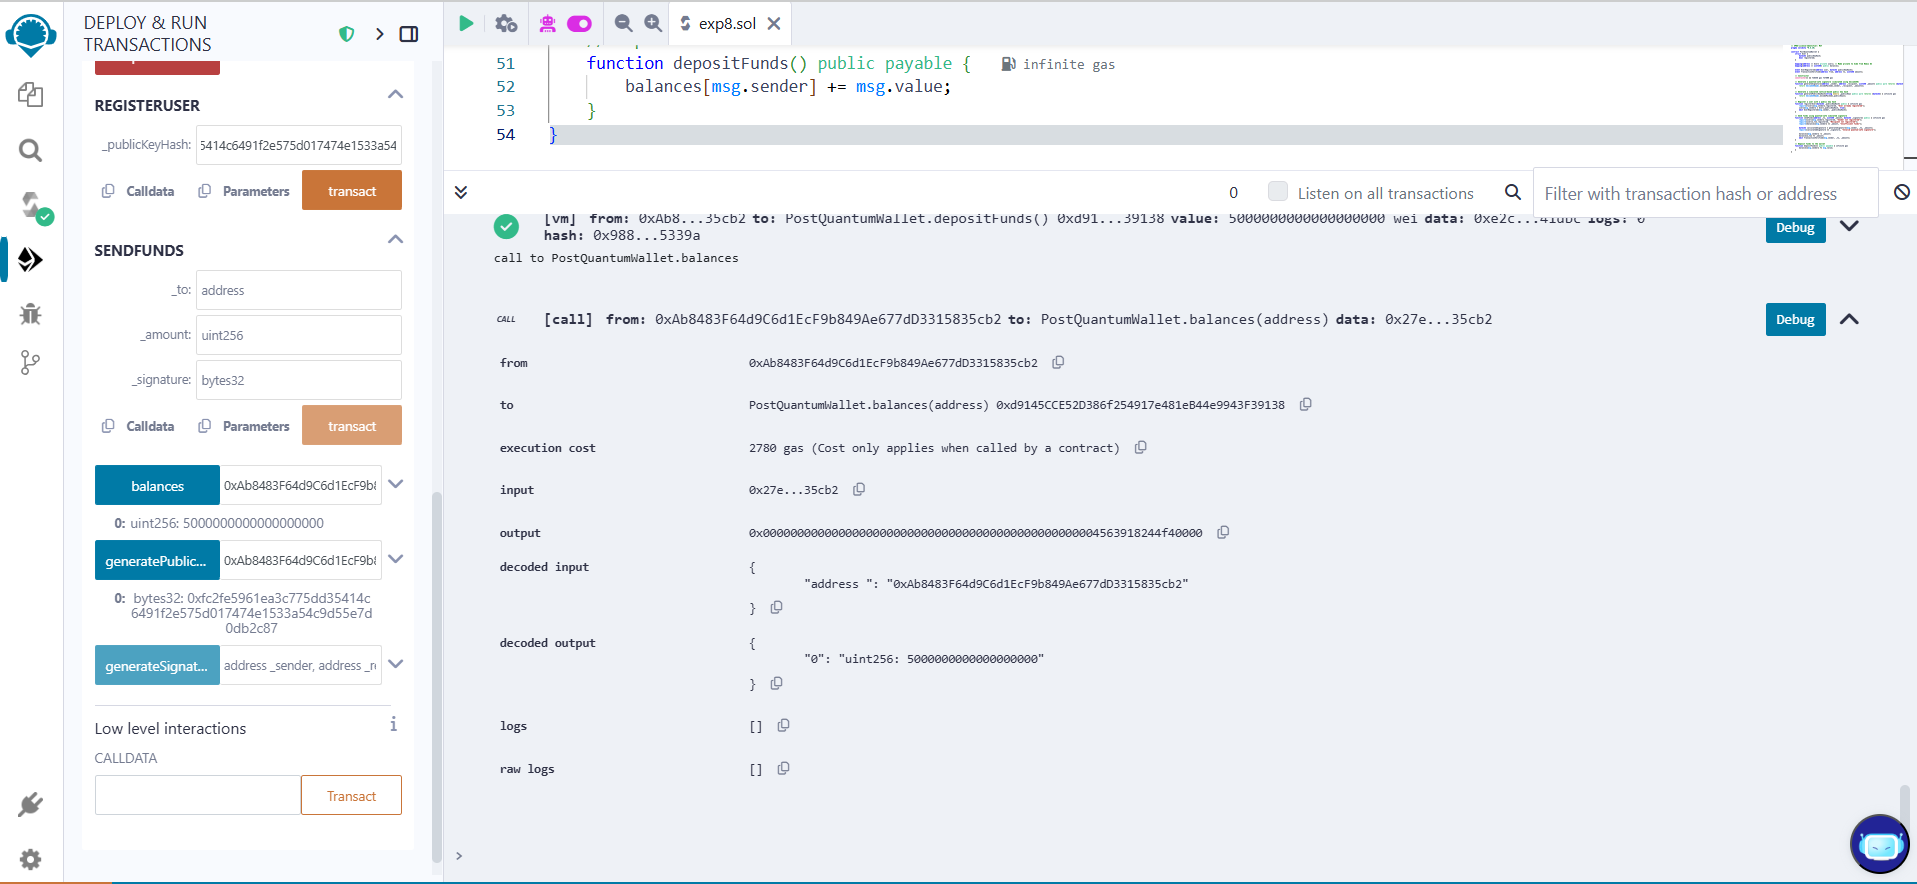 DEPLOY & RUN
TRANSACTIONS
REGISTERUSER
_publicKeyHash: 5414c6491f2e575d017474e1533a54
Calldata Parameters transact
SENDFUNDS
_to: address
_amount: uint256
_signature: bytes32
Calldata Parameters transact
balances 0xAb8483F64d9C6d1EcF9b8
0: uint256: 5000000000000000000
generatePublic... 0xAb8483F64d9C6d1EcF9b8
0: bytes32: 0xfc2fe5961ea3c775dd35414c
6491f2e575d017474e1533a54c9d55e7d
0db2c87
generateSignat... address _sender, address _re
Low level interactions i
CALLDATA
Transact
exp8.sol
51 function depositFunds() public payable { infinite gas
52 balances[msg.sender] += msg.value;
53 }
54 }
0 Listen on all transactions Filter with transaction hash or address
[vm] from: 0xAb8...35cb2 to: PostQuantumWallet.depositFunds() 0xd91...39138 value: 5000000000000000000 wei data: 0xe2c...41dbc logs: 0
hash: 0x988...5339a
Debug
call to PostQuantumWallet.balances
CALL [call] from: 0xAb8483F64d9C6d1EcF9b849Ae677dD3315835cb2 to: PostQuantumWallet.balances(address) data: 0x27e...35cb2 Debug
from 0xAb8483F64d9C6d1EcF9b849Ae677dD3315835cb2
to PostQuantumWallet.balances(address) 0xd9145CCE52D386f254917e481eB44e9943F39138
execution cost 2780 gas (Cost only applies when called by a contract)
input 0x27e...35cb2
output 0x0000000000000000000000000000000000000000000000004563918244f40000
decoded input {
"address ": "0xAb8483F64d9C6d1EcF9b849Ae677dD3315835cb2"
}
decoded output {
"0": "uint256: 5000000000000000000"
}
logs []
raw logs []
>